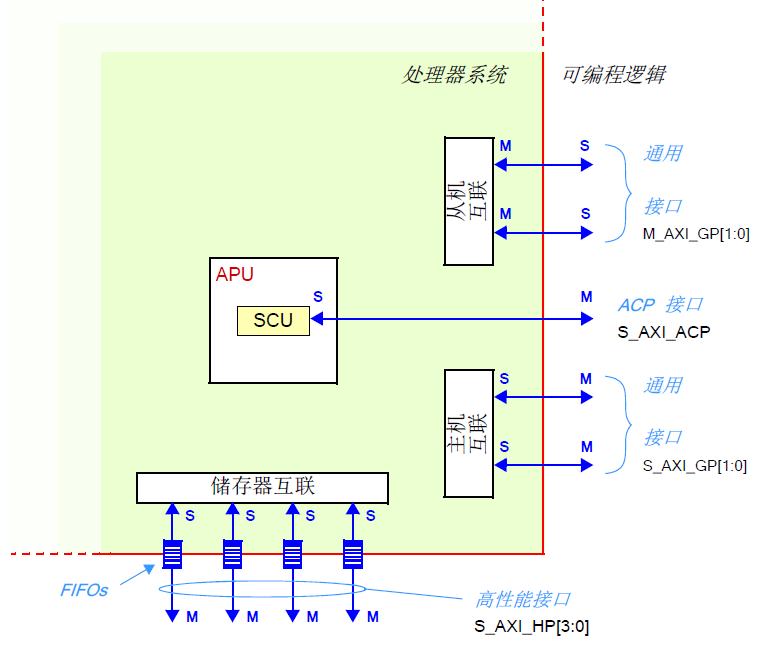 处理器系统
可编程逻辑
M
S
通用
从机
互联
M
S
接口
M_AXI_GP[1:0]
APU
SCU
S
M
ACP 接口
S_AXI_ACP
S
M
通用
主机
互联
S
M
接口
S_AXI_GP[1:0]
储存器互联
S
S
S
S
FIFOs
M
M
M
M
高性能接口
S_AXI_HP[3:0]